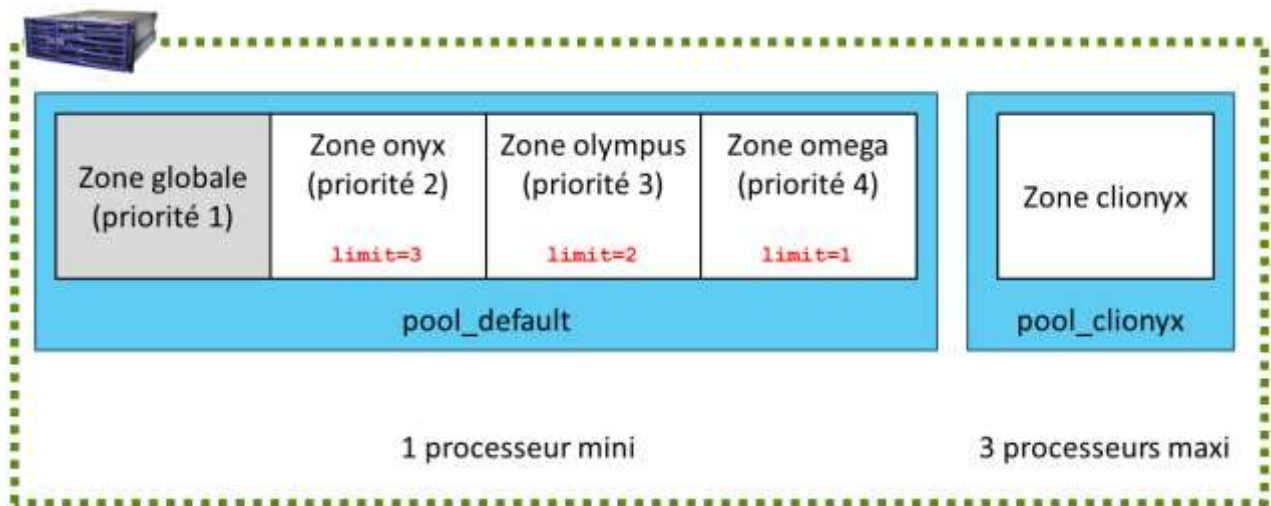 Zone globale
(priorité 1)
Zone onyx
(priorité 2)
limit=3
Zone olympus
(priorité 3)
limit=2
Zone omega
(priorité 4)
limit=1
pool_default
Zone clionyx
pool_clionyx
1 processeur mini
3 processeurs maxi